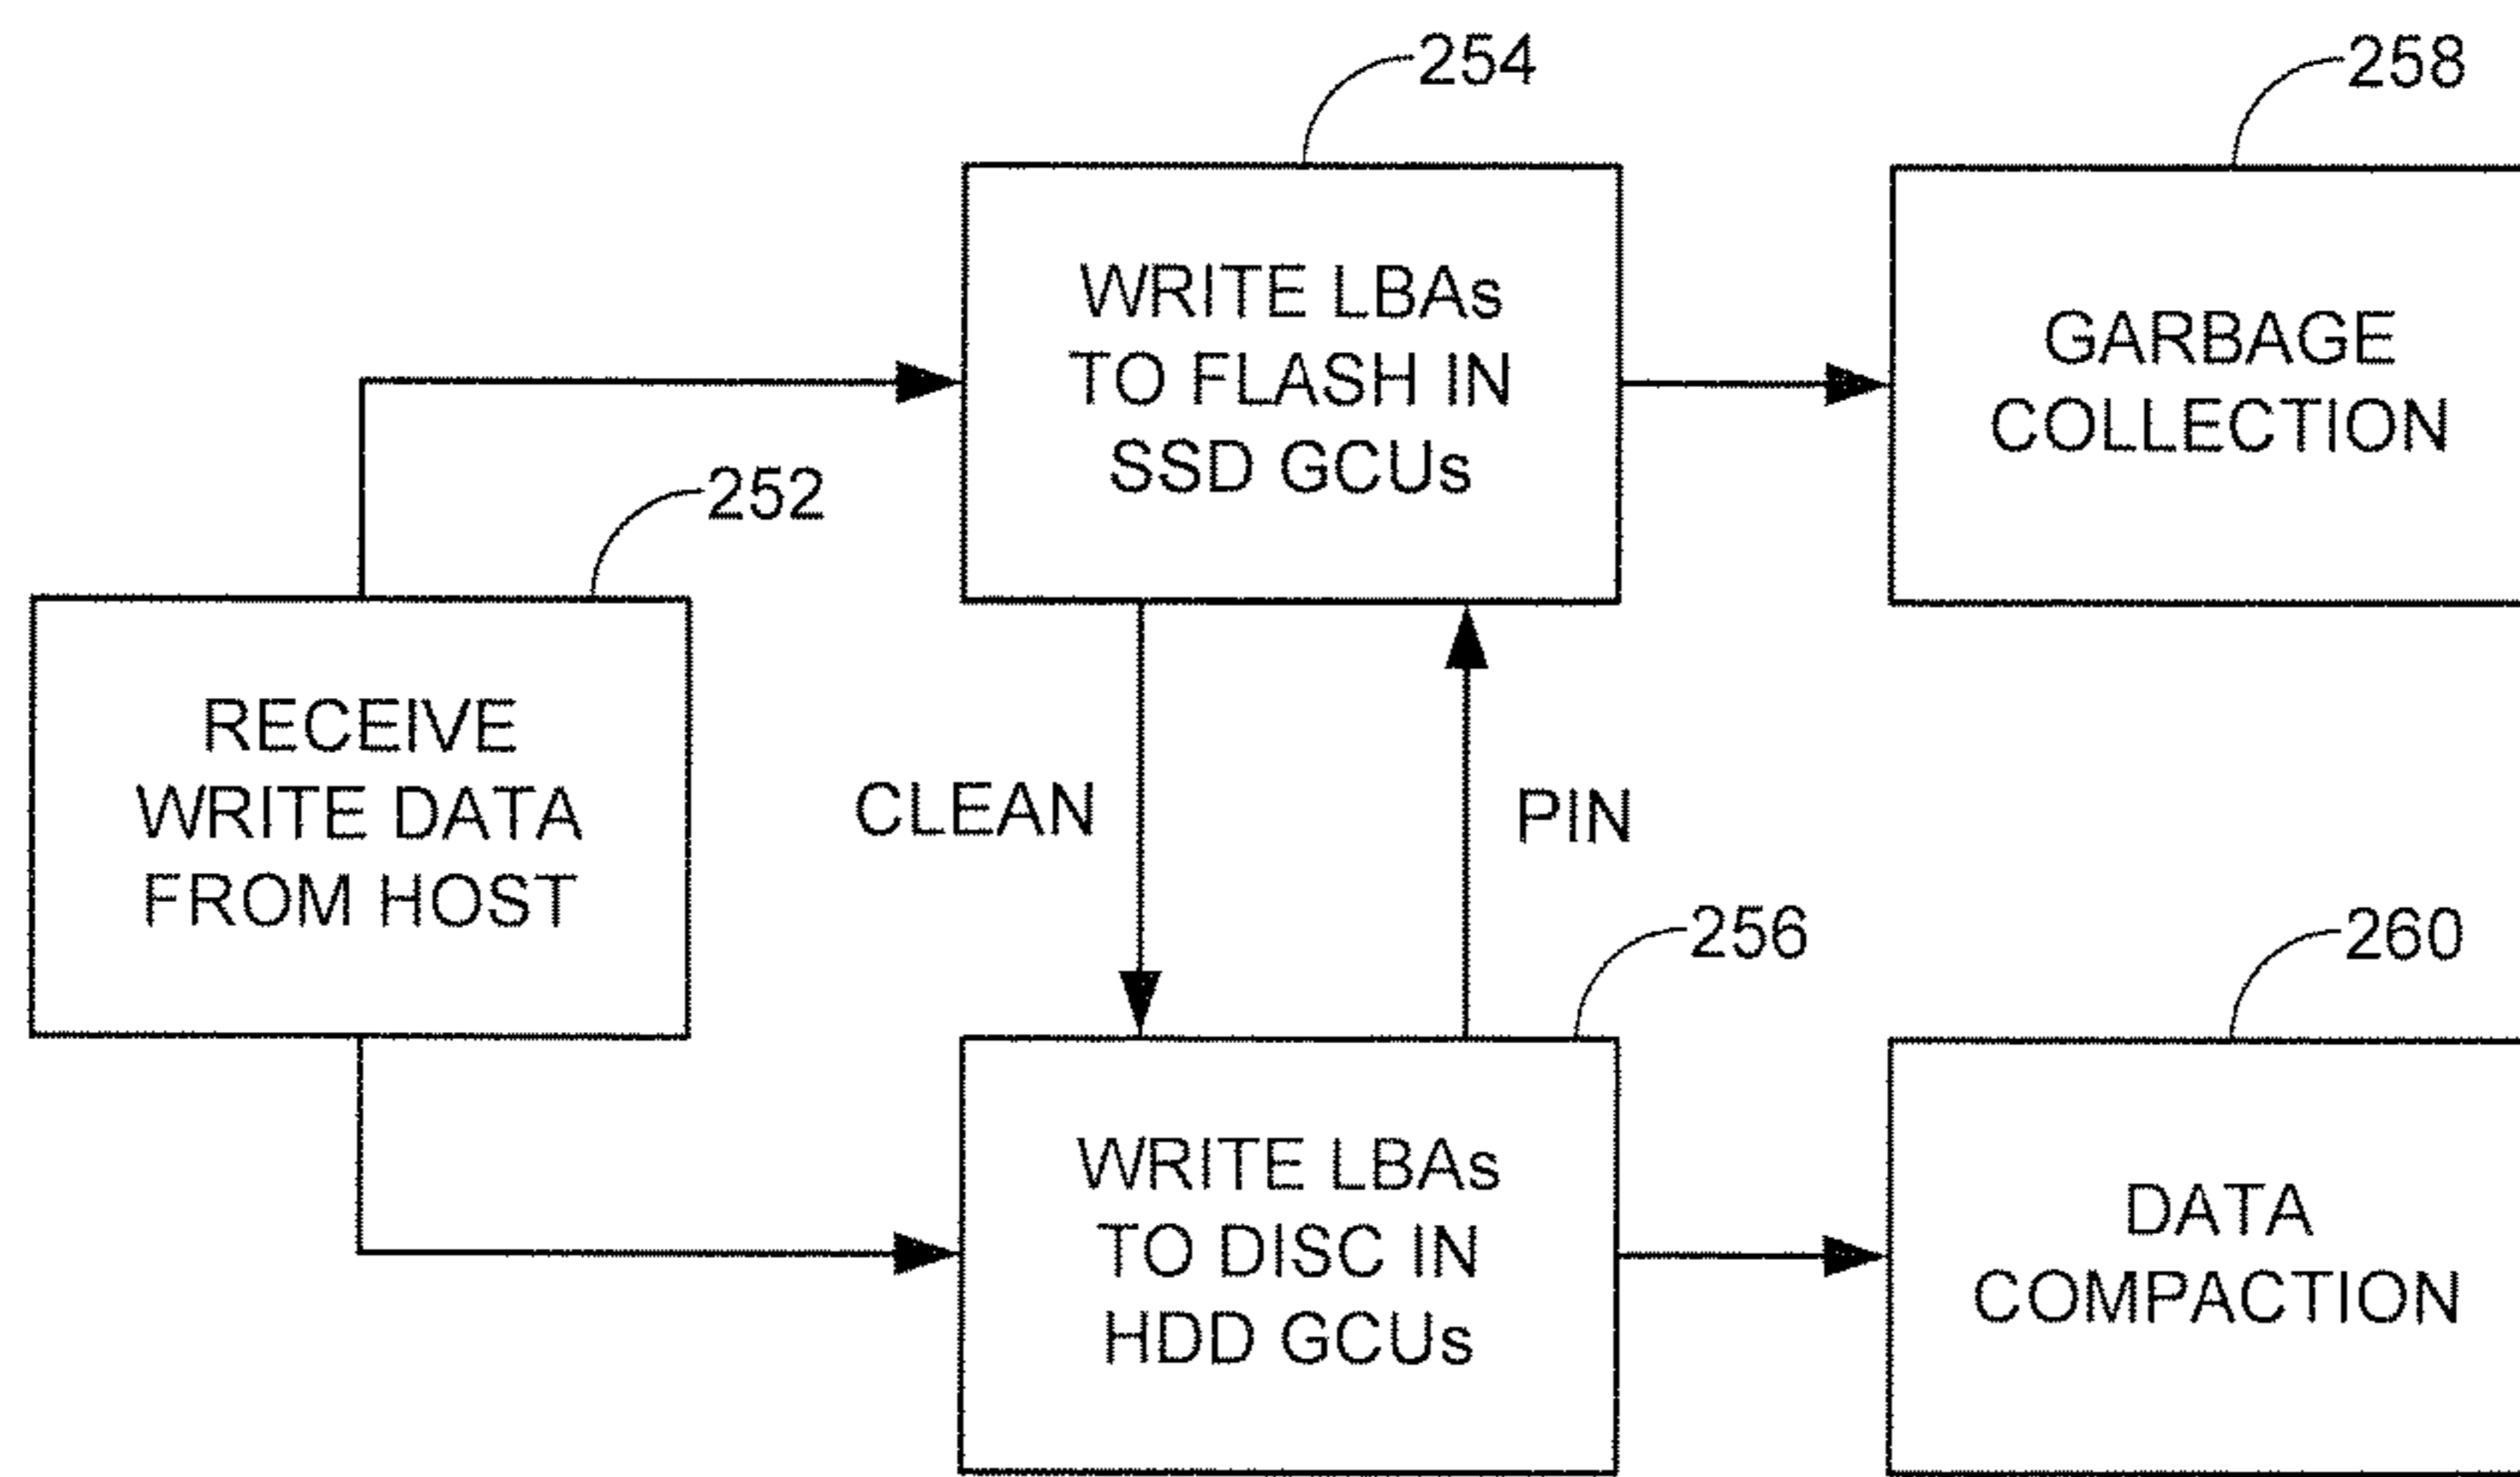 254
258
WRITE LBAs
TO FLASH IN
SSD GCUs
GARBAGE
COLLECTION
252
RECEIVE
WRITE DATA
FROM HOST
CLEAN
PIN
256
260
WRITE LBAs
TO DISC IN
HDD GCUs
DATA
COMPACTION